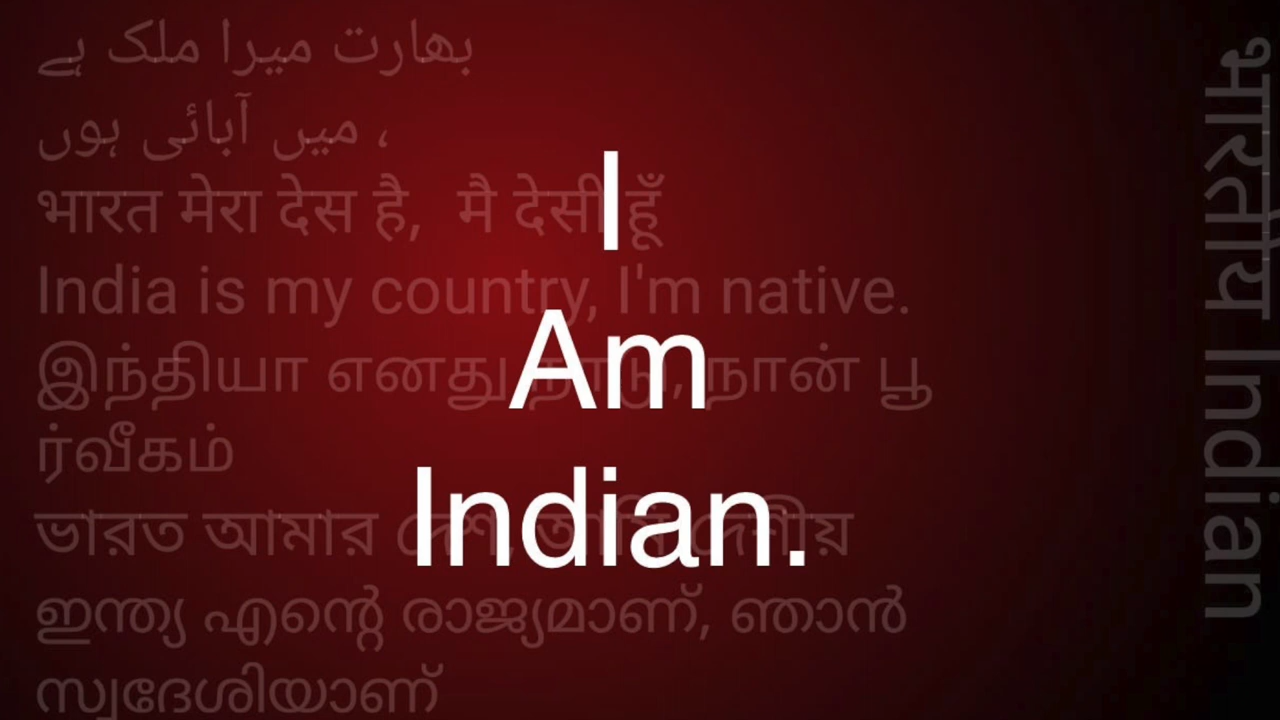 بھارت میرا ملک ہے
، میں آبائی ہوں
भारत मेरा देस है, मै देसी हूँ
India is my country, I'm native.
இந்தியா எனது நாடு, நான் பூ
ர்வீகம்
ভারত আমার দেশ, আমি দেশীয়
ഇന്ത്യ എന്റെ രാജ്യമാണ്, ഞാൻ
സ്വദേശിയാണ്
I
Am
Indian.
भारतीय Indian